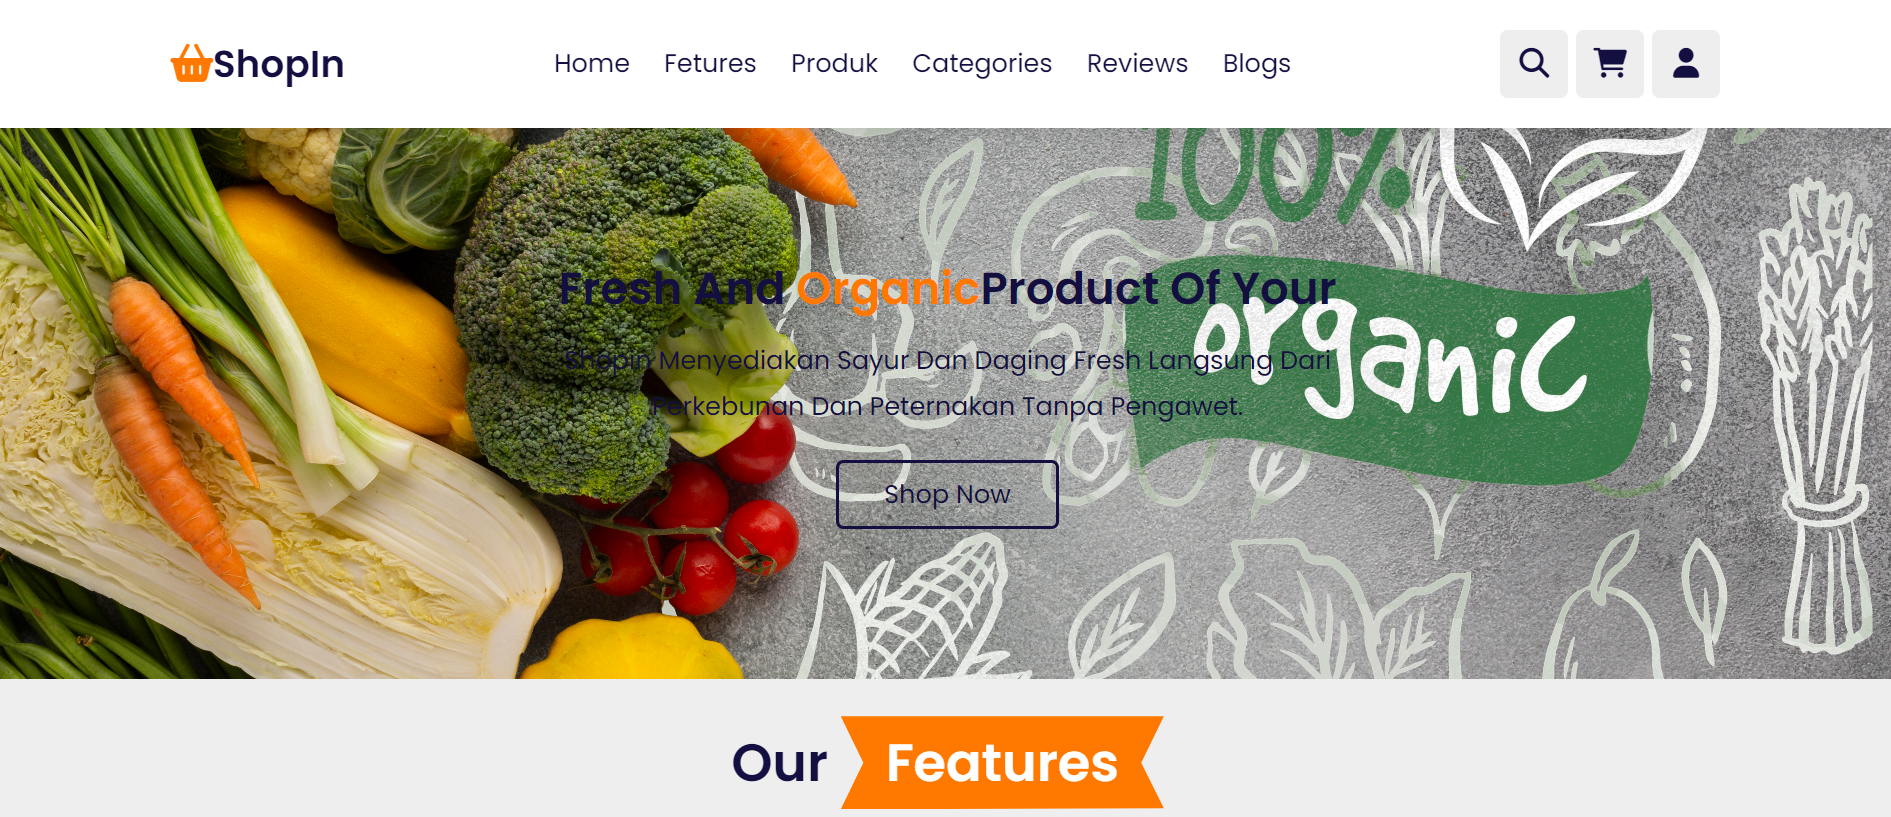 ShopIn
Home Fetures Produk Categories Reviews Blogs
100%
organic
Fresh And OrganicProduct Of Your
Shopin Menyediakan Sayur Dan Daging Fresh Langsung Dari
Perkebunan Dan Peternakan Tanpa Pengawet.
Shop Now
Our Features